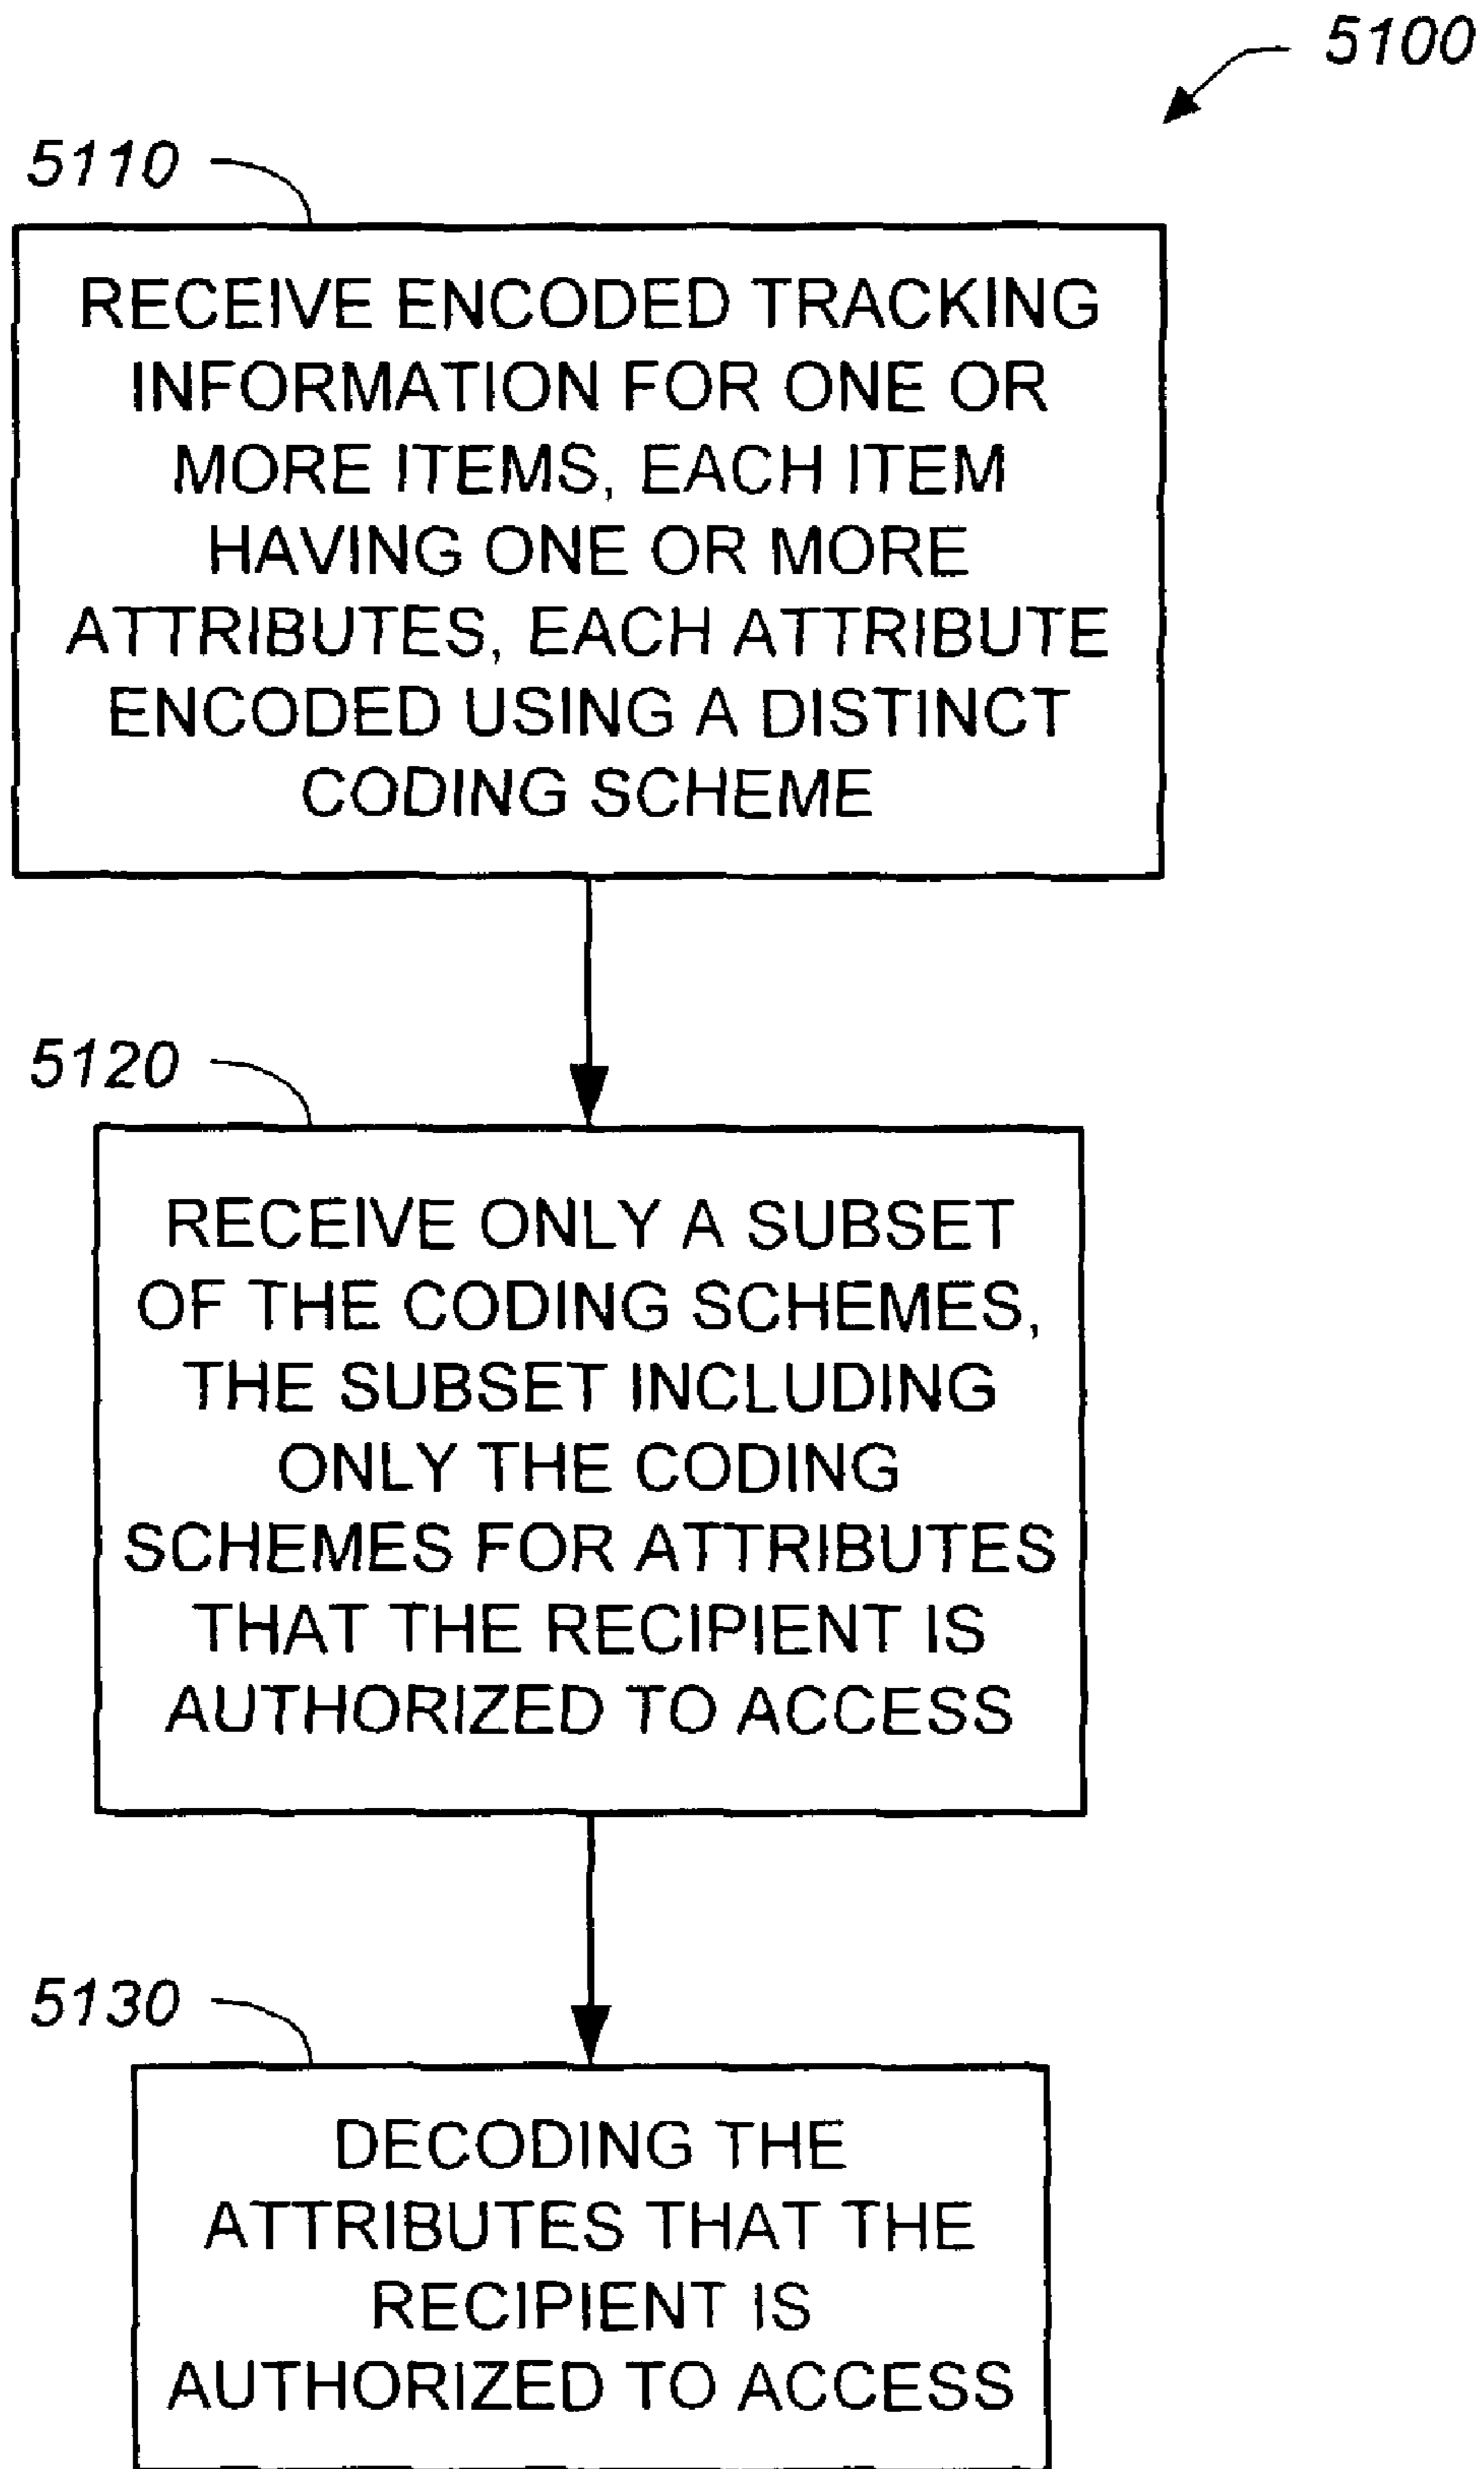 5100
5110
RECEIVE ENCODED TRACKING
INFORMATION FOR ONE OR
MORE ITEMS, EACH ITEM
HAVING ONE OR MORE
ATTRIBUTES, EACH ATTRIBUTE
ENCODED USING A DISTINCT
CODING SCHEME
5120
RECEIVE ONLY A SUBSET
OF THE CODING SCHEMES,
THE SUBSET INCLUDING
ONLY THE CODING
SCHEMES FOR ATTRIBUTES
THAT THE RECIPIENT IS
AUTHORIZED TO ACCESS
5130
DECODING THE
ATTRIBUTES THAT THE
RECIPIENT IS
AUTHORIZED TO ACCESS